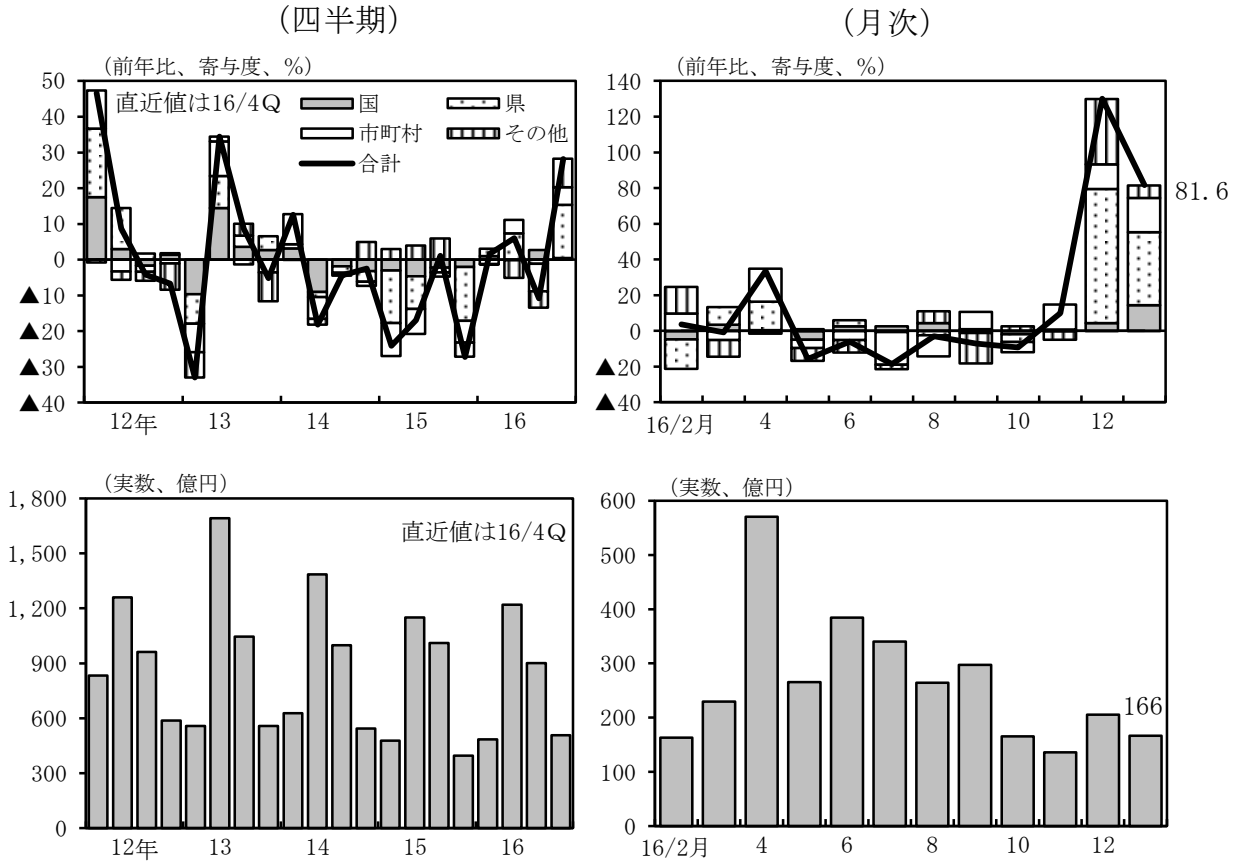 （四半期）
（月次）
（前年比、寄与度、％）
直近値は16/4Q
国
県
市町村
その他
合計
50
40
30
20
10
0
▲ 10
▲ 20
▲ 30
▲ 40
12年 13 14 15 16
（前年比、寄与度、％）
140
120
100
80
60
40
20
0
▲ 20
▲ 40
81.6
16/2月 4 6 8 10 12
（実数、億円）
直近値は16/4Q
1,800
1,500
1,200
900
600
300
0
12年 13 14 15 16
（実数、億円）
600
500
400
300
200
100
0
166
16/2月 4 6 8 10 12